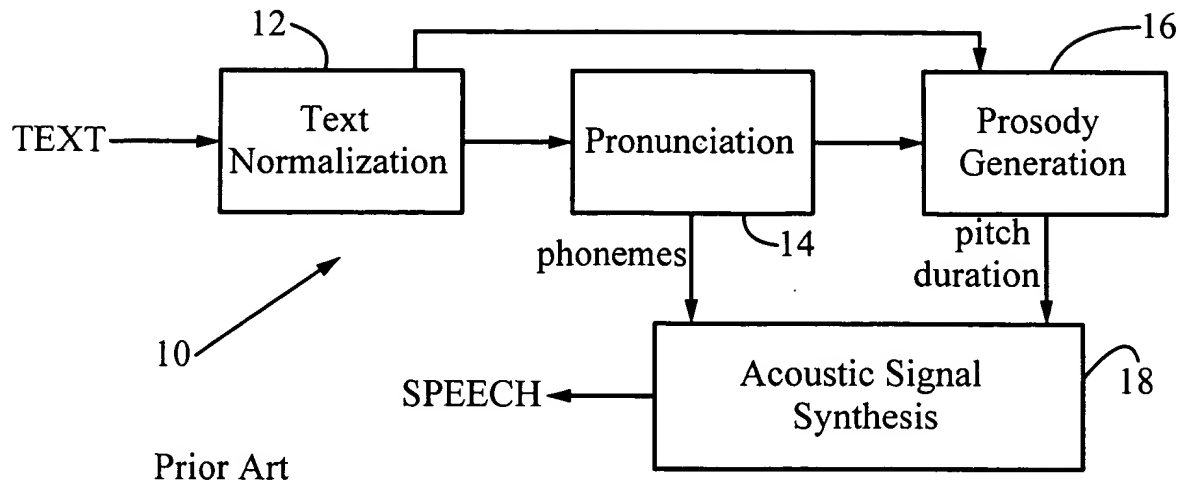 12
16
TEXT
Text
Normalization
Pronunciation
Prosody
Generation
phonemes
14
pitch
duration
10
SPEECH
Acoustic Signal
Synthesis
18
Prior Art